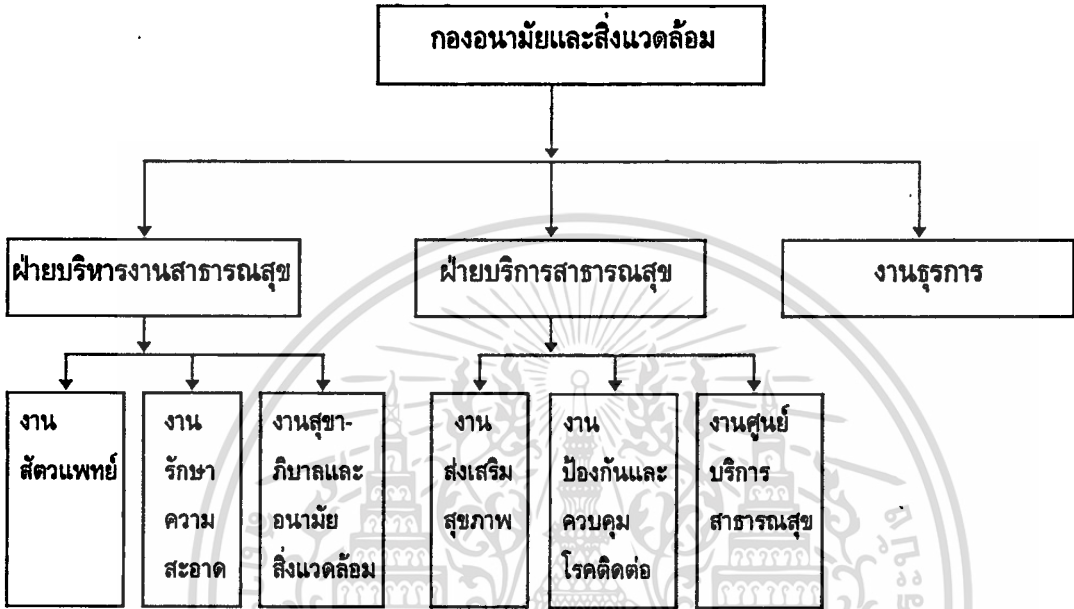 กองอนามัยและสิ่งแวดล้อม
ฝ่ายบริหารงานสาธารณสุข
ฝ่ายบริการสาธารณสุข
งานธุรการ
งาน
สัตวแพทย์
งาน
รักษา
ความ
สะอาด
งานสุขา-
ภิบาลและ
อนามัย
สิ่งแวดล้อม
งาน
ส่งเสริม
สุขภาพ
งาน
ป้องกันและ
ควบคุม
โรคติดต่อ
งานศูนย์
บริการ
สาธารณสุข